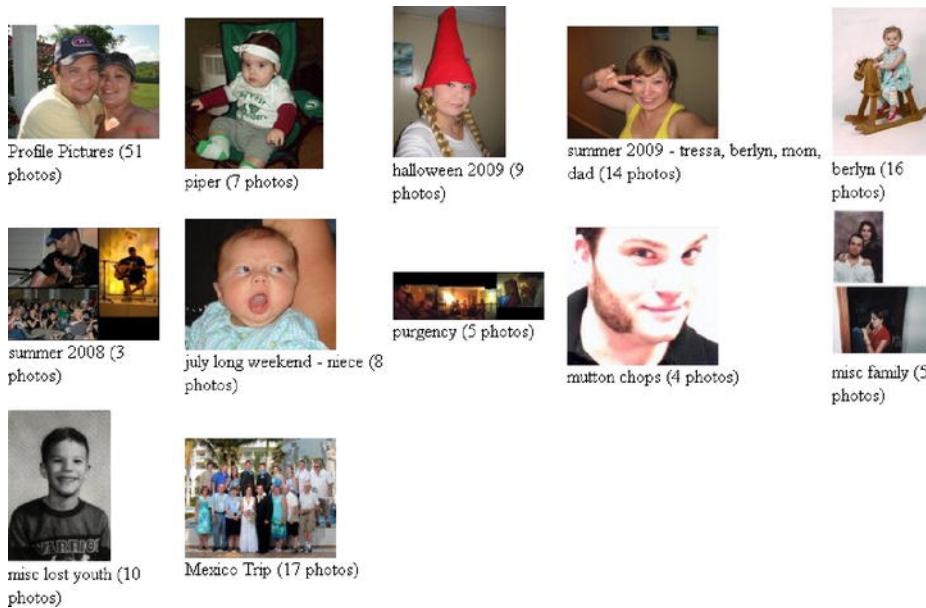 Profile Pictures (51
photos)
piper (7 photos)
halloween 2009 (9
photos)
summer 2009 - tressa, berlyn, mom,
dad (14 photos)
berlyn (16
photos)
summer 2008 (3
photos)
july long weekend - niece (8
photos)
purgency (5 photos)
mutton chops (4 photos)
misc family (5
photos)
WARRIOR
misc lost youth (10
photos)
Mexico Trip (17 photos)